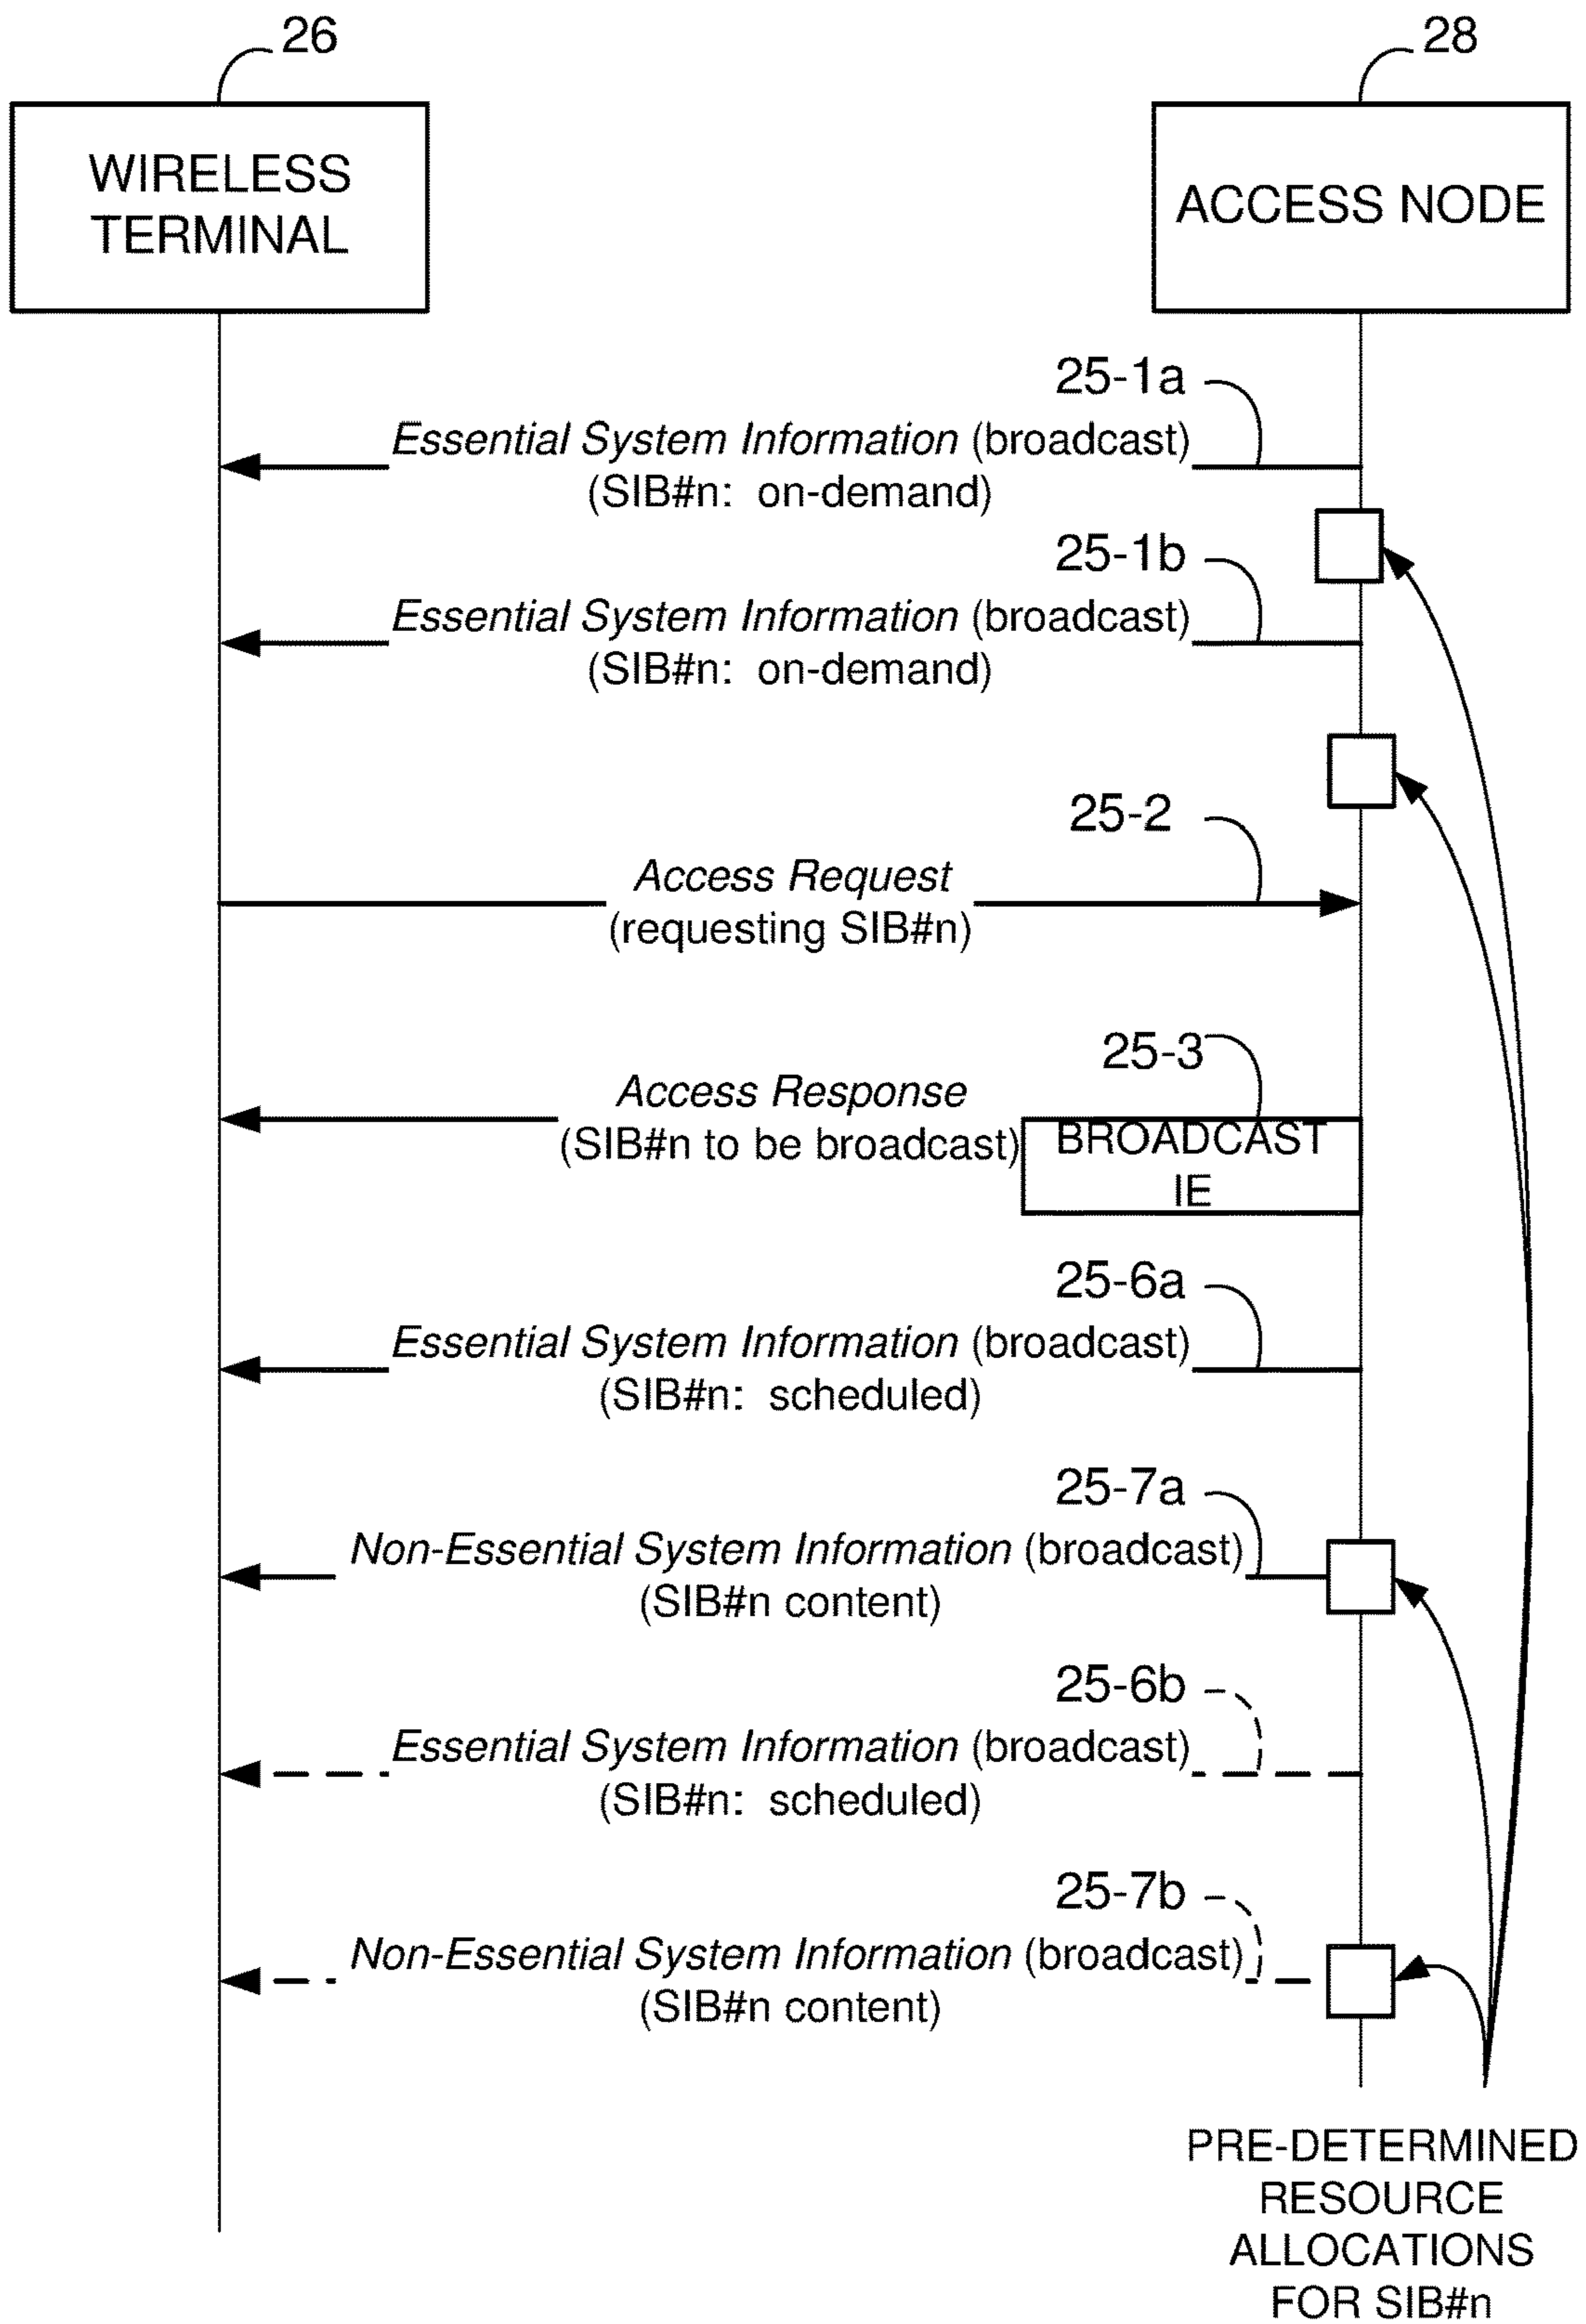 26
28
WIRELESS
TERMINAL
ACCESS NODE
25-1a
Essential System Information (broadcast)
(SIB#n: on-demand)
25-1b
Essential System Information (broadcast)
(SIB#n: on-demand)
25-2
Access Request
(requesting SIB#n)
25-3
Access Response
(SIB#n to be broadcast)
BROADCAST
IE
25-6a
Essential System Information (broadcast)
(SIB#n: scheduled)
25-7a
Non-Essential System Information (broadcast)
(SIB#n content)
25-6b
Essential System Information (broadcast)
(SIB#n: scheduled)
25-7b
Non-Essential System Information (broadcast)
(SIB#n content)
PRE-DETERMINED
RESOURCE
ALLOCATIONS
FOR SIB#n